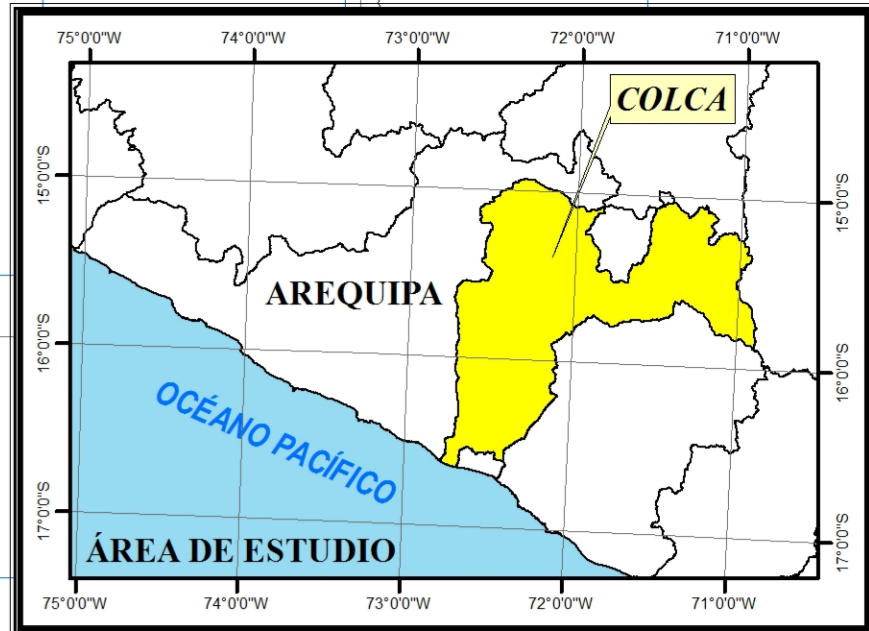 75°0'0"W 74°0'0"W 73°0'0"W 72°0'0"W 71°0'0"W
COLCA
15°0'0"S 15°0'0"S
AREQUIPA
16°0'0"S 16°0'0"S
OCÉANO PACÍFICO
17°0'0"S 17°0'0"S
ÁREA DE ESTUDIO
75°0'0"W 74°0'0"W 73°0'0"W 72°0'0"W 71°0'0"W